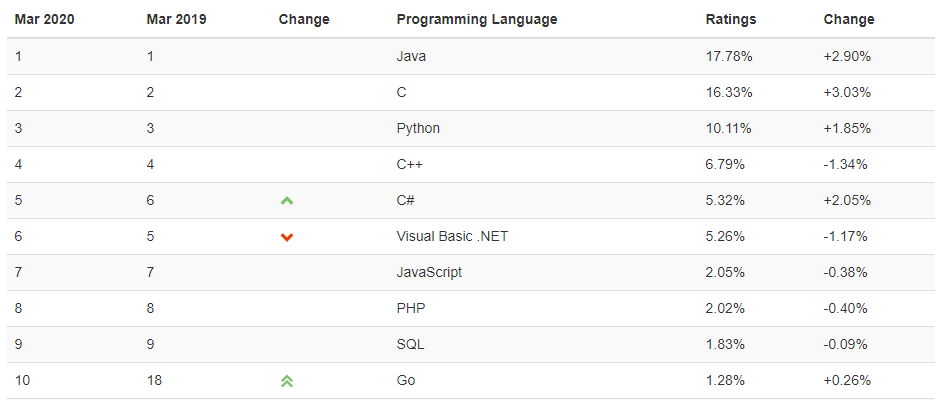 Mar 2020 Mar 2019 Change Programming Language Ratings Change
1 1 Java 17.78% +2.90%
2 2 C 16.33% +3.03%
3 3 Python 10.11% +1.85%
4 4 C++ 6.79% -1.34%
5 6 C# 5.32% +2.05%
6 5 Visual Basic .NET 5.26% -1.17%
7 7 JavaScript 2.05% -0.38%
8 8 PHP 2.02% -0.40%
9 9 SQL 1.83% -0.09%
10 18 Go 1.28% +0.26%